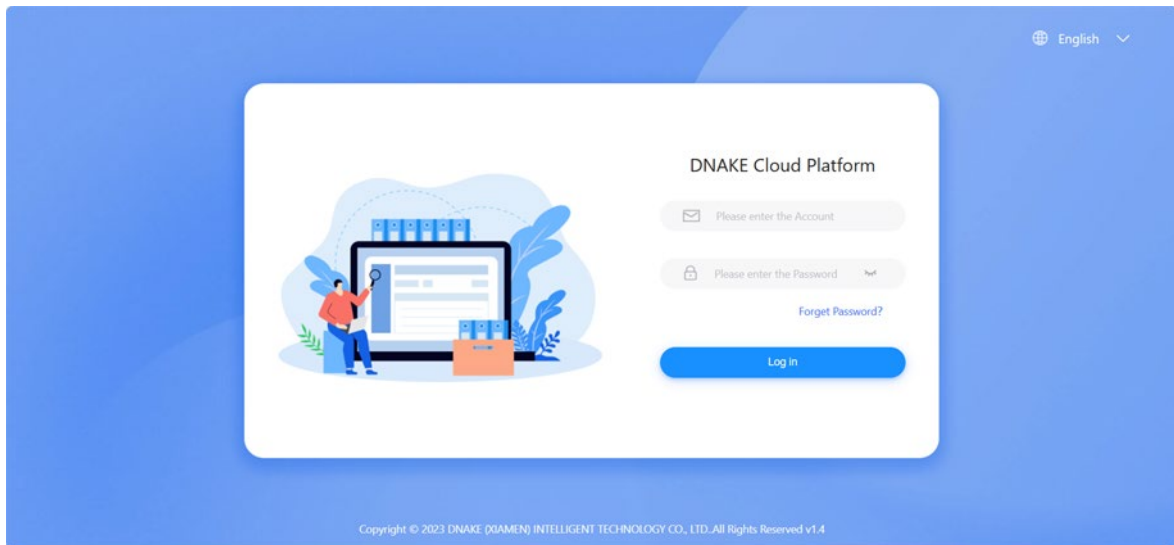 English
DNAKE Cloud Platform
Please enter the Account
Please enter the Password
Forget Password?
Log in
Copyright © 2023 DNAKE (XIAMEN) INTELLIGENT TECHNOLOGY CO., LTD.All Rights Reserved v1.4